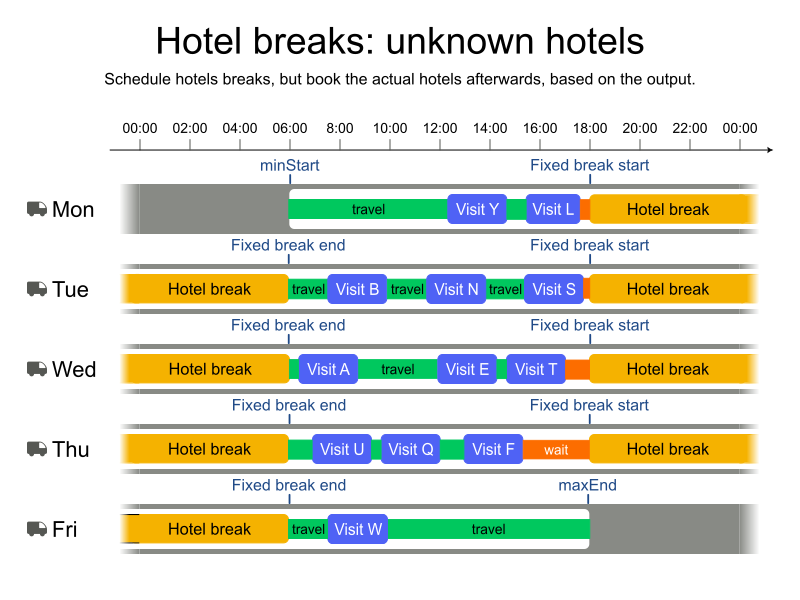 Hotel breaks: unknown hotels
Schedule hotels breaks, but book the actual hotels afterwards, based on the output.
00:00 02:00 04:00 06:00 08:00 10:00 12:00 14:00 16:00 18:00 20:00 22:00 00:00
minStart Fixed break start
Mon travel Visit Y Visit L Hotel break
Fixed break end Fixed break start
Tue Hotel break travel Visit B travel Visit N travel Visit S Hotel break
Fixed break end Fixed break start
Wed Hotel break Visit A travel Visit E Visit T Hotel break
Fixed break end Fixed break start
Thu Hotel break Visit U Visit Q Visit F wait Hotel break
Fixed break end maxEnd
Fri Hotel break travel Visit W travel